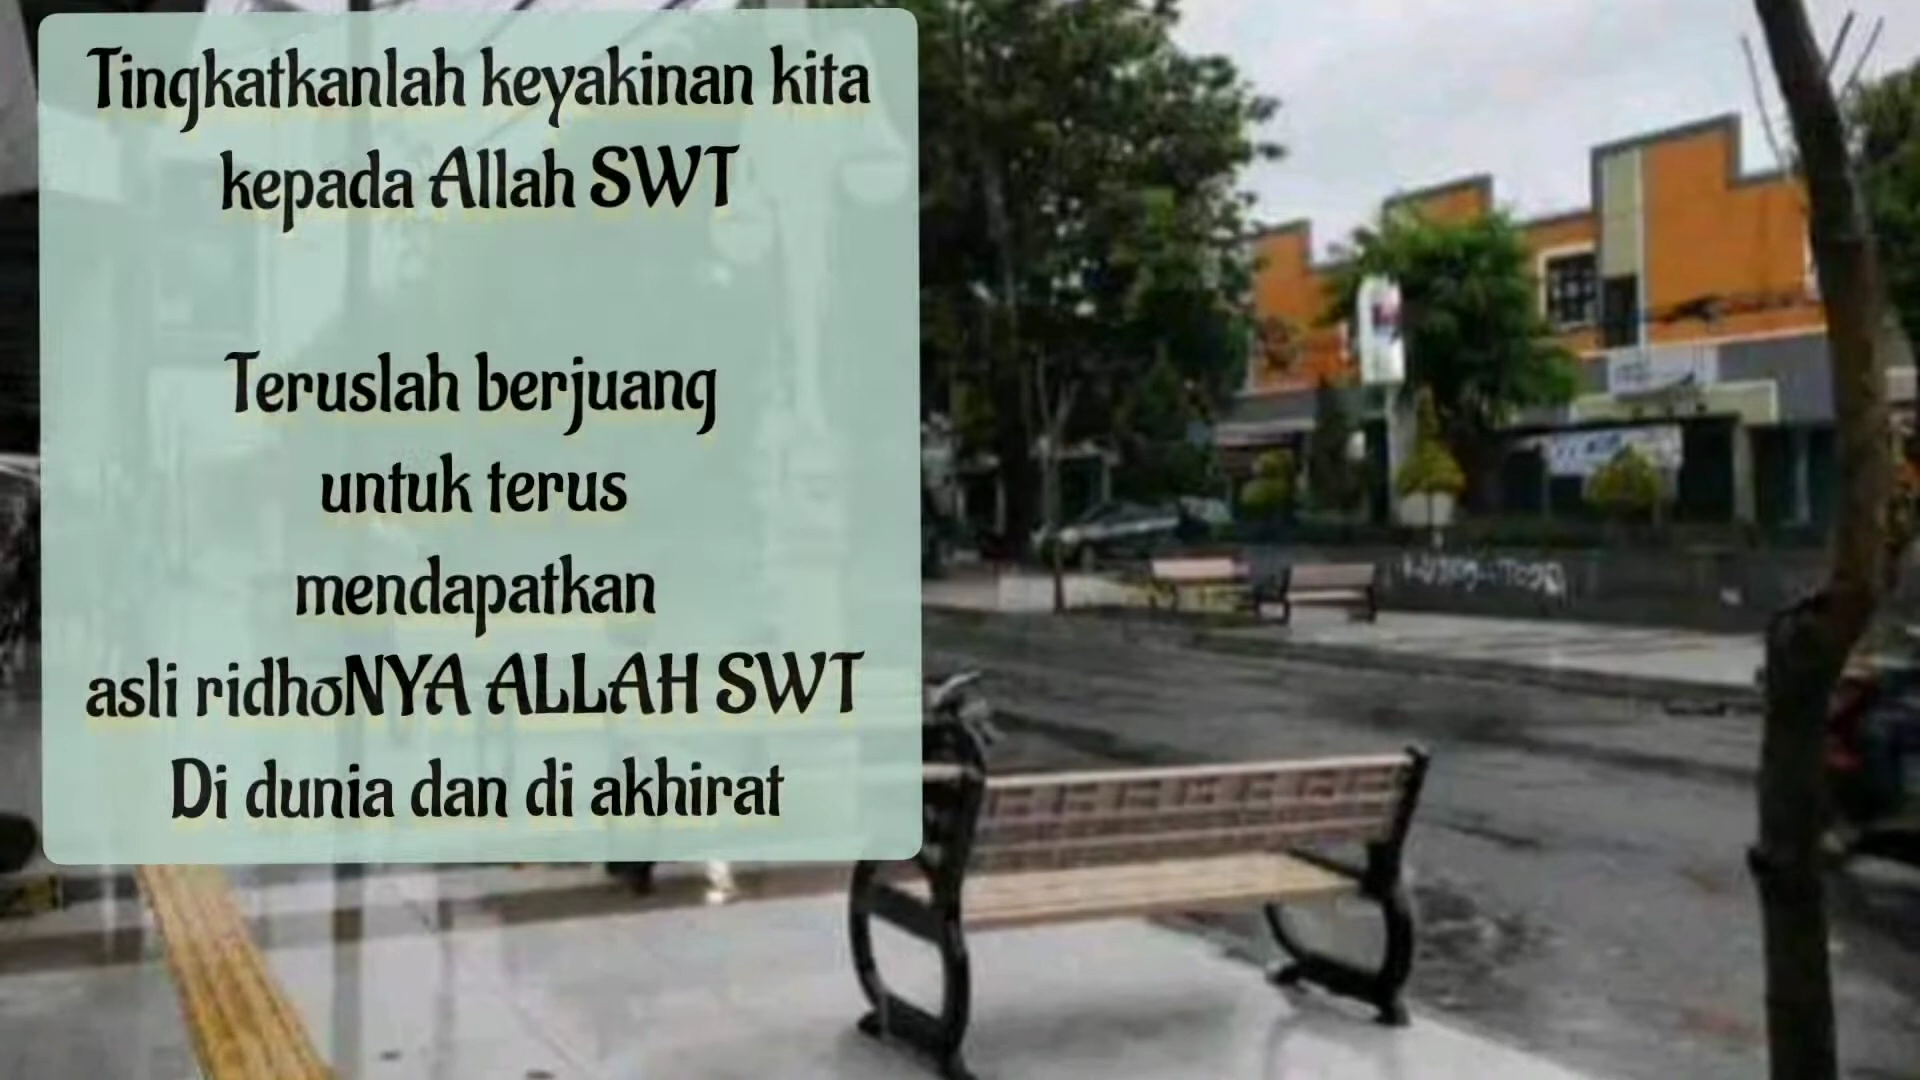 Tingkatkanlah keyakinan kita
kepada Allah SWT
Teruslah berjuang
untuk terus
mendapatkan
asli ridhoNYA ALLAH SWT
Di dunia dan di akhirat